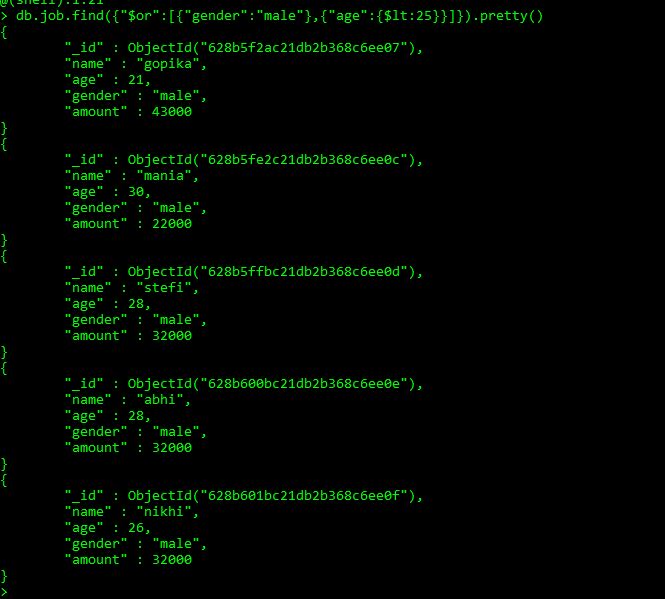 @(shell):1:21
> db.job.find({"$or":[{"gender":"male"},{"age":{$lt:25}}]}).pretty()
{
"_id" : ObjectId("628b5f2ac21db2b368c6ee07"),
"name" : "gopika",
"age" : 21,
"gender" : "male",
"amount" : 43000
}
{
"_id" : ObjectId("628b5fe2c21db2b368c6ee0c"),
"name" : "mania",
"age" : 30,
"gender" : "male",
"amount" : 22000
}
{
"_id" : ObjectId("628b5ffbc21db2b368c6ee0d"),
"name" : "stefi",
"age" : 28,
"gender" : "male",
"amount" : 32000
}
{
"_id" : ObjectId("628b600bc21db2b368c6ee0e"),
"name" : "abhi",
"age" : 28,
"gender" : "male",
"amount" : 32000
}
{
"_id" : ObjectId("628b601bc21db2b368c6ee0f"),
"name" : "nikhi",
"age" : 26,
"gender" : "male",
"amount" : 32000
}
>